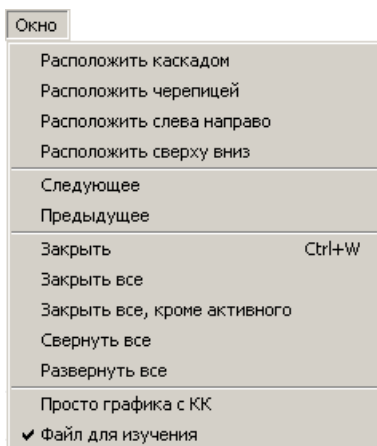 Окно
Расположить каскадом
Расположить черепицей
Расположить слева направо
Расположить сверху вниз
Следующее
Предыдущее
Закрыть Ctrl+W
Закрыть все
Закрыть все, кроме активного
Свернуть все
Развернуть все
Просто графика с КК
✔ Файл для изучения